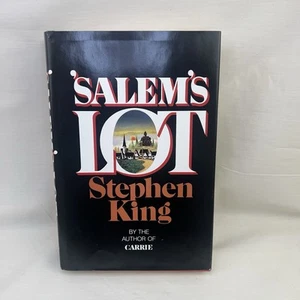 'SALEM'S
LOT
Stephen
King
BY THE
AUTHOR OF
CARRIE